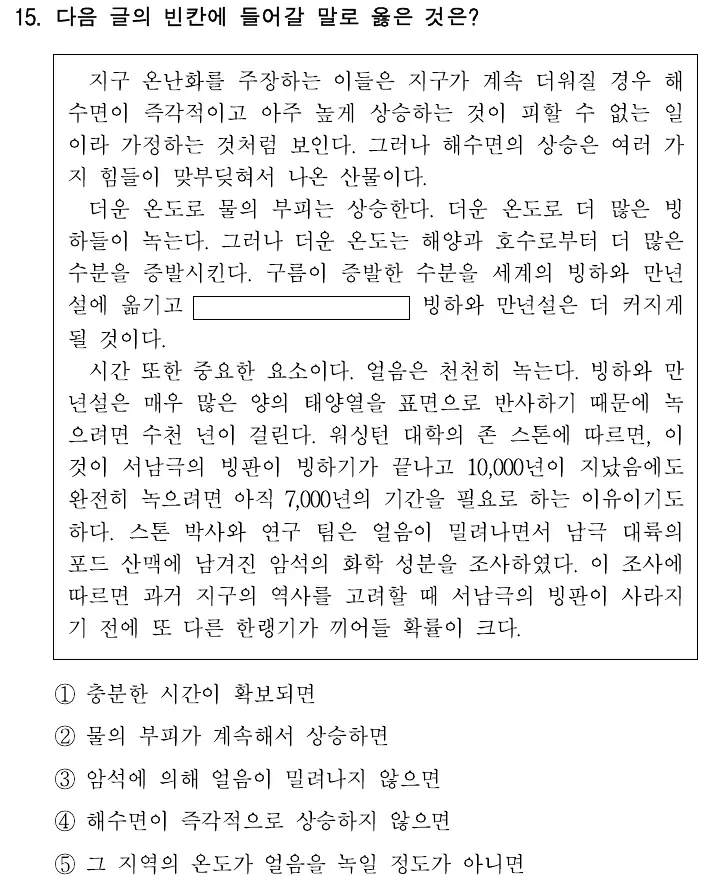 15. 다음 글의 빈칸에 들어갈 말로 옳은 것은?
지구 온난화를 주장하는 이들은 지구가 계속 더워질 경우 해
수면이 즉각적이고 아주 높게 상승하는 것이 피할 수 없는 일
이라 가정하는 것처럼 보인다. 그러나 해수면의 상승은 여러 가
지 힘들이 맞부딪혀서 나온 산물이다.
더운 온도로 물의 부피는 상승한다. 더운 온도로 더 많은 빙
하들이 녹는다. 그러나 더운 온도는 해양과 호수로부터 더 많은
수분을 증발시킨다. 구름이 증발한 수분을 세계의 빙하와 만년
설에 옮기고 빙하와 만년설은 더 커지게
될 것이다.
시간 또한 중요한 요소이다. 얼음은 천천히 녹는다. 빙하와 만
년설은 매우 많은 양의 태양열을 표면으로 반사하기 때문에 녹
으려면 수천 년이 걸린다. 워싱턴 대학의 존 스톤에 따르면, 이
것이 서남극의 빙판이 빙하기가 끝나고 10,000년이 지났음에도
완전히 녹으려면 아직 7,000년의 기간을 필요로 하는 이유이기도
하다. 스톤 박사와 연구 팀은 얼음이 밀려나면서 남극 대륙의
포드 산맥에 남겨진 암석의 화학 성분을 조사하였다. 이 조사에
따르면 과거 지구의 역사를 고려할 때 서남극의 빙판이 사라지
기 전에 또 다른 한랭기가 끼어들 확률이 크다.
① 충분한 시간이 확보되면
② 물의 부피가 계속해서 상승하면
③ 암석에 의해 얼음이 밀려나지 않으면
④ 해수면이 즉각적으로 상승하지 않으면
⑤ 그 지역의 온도가 얼음을 녹일 정도가 아니면